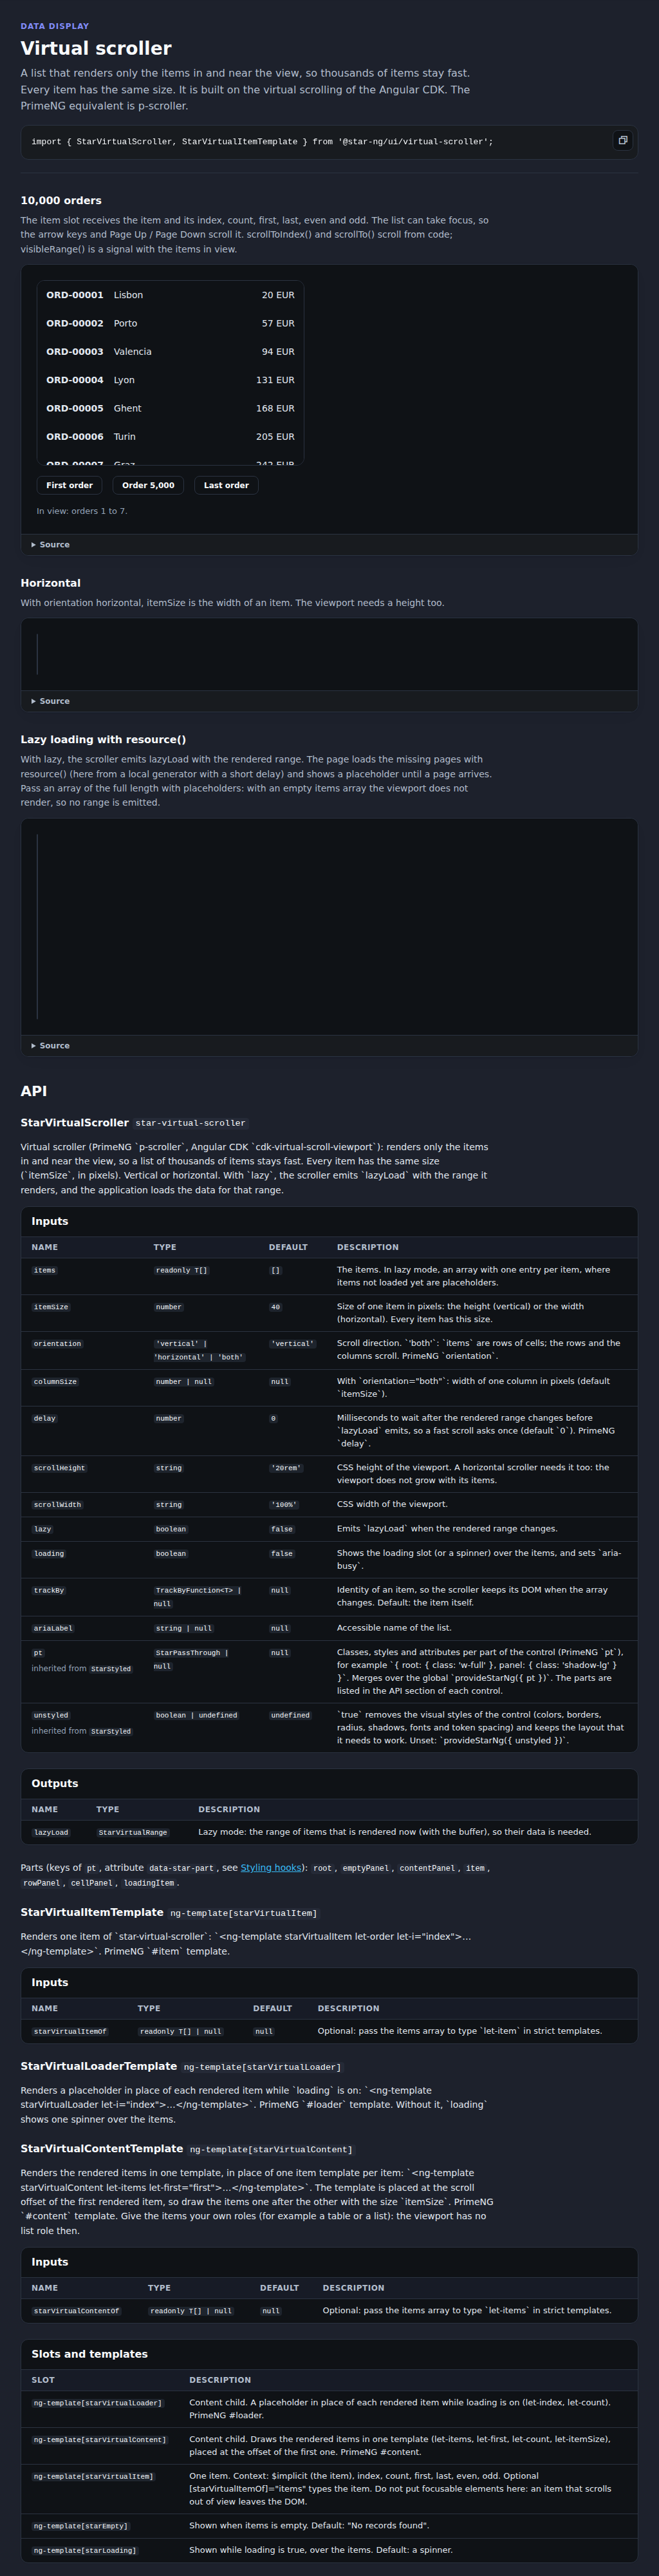 DATA DISPLAY
Virtual scroller
A list that renders only the items in and near the view, so thousands of items stay fast.
Every item has the same size. It is built on the virtual scrolling of the Angular CDK. The
PrimeNG equivalent is p-scroller.
import { StarVirtualScroller, StarVirtualItemTemplate } from '@star-ng/ui/virtual-scroller';
10,000 orders
The item slot receives the item and its index, count, first, last, even and odd. The list can take focus, so
the arrow keys and Page Up / Page Down scroll it. scrollToIndex() and scrollTo() scroll from code;
visibleRange() is a signal with the items in view.
ORD-00001 Lisbon 20 EUR
ORD-00002 Porto 57 EUR
ORD-00003 Valencia 94 EUR
ORD-00004 Lyon 131 EUR
ORD-00005 Ghent 168 EUR
ORD-00006 Turin 205 EUR
ORD-00007 Graz 242 EUR
First order Order 5,000 Last order
In view: orders 1 to 7.
▶ Source
Horizontal
With orientation horizontal, itemSize is the width of an item. The viewport needs a height too.
▶ Source
Lazy loading with resource()
With lazy, the scroller emits lazyLoad with the rendered range. The page loads the missing pages with
resource() (here from a local generator with a short delay) and shows a placeholder until a page arrives.
Pass an array of the full length with placeholders: with an empty items array the viewport does not
render, so no range is emitted.
▶ Source
API
StarVirtualScroller star-virtual-scroller
Virtual scroller (PrimeNG `p-scroller`, Angular CDK `cdk-virtual-scroll-viewport`): renders only the items
in and near the view, so a list of thousands of items stays fast. Every item has the same size
(`itemSize`, in pixels). Vertical or horizontal. With `lazy`, the scroller emits `lazyLoad` with the range it
renders, and the application loads the data for that range.
Inputs
NAME TYPE DEFAULT DESCRIPTION
items readonly T[] [] The items. In lazy mode, an array with one entry per item, where
items not loaded yet are placeholders.
itemSize number 40 Size of one item in pixels: the height (vertical) or the width
(horizontal). Every item has this size.
orientation 'vertical' | 'vertical' Scroll direction. `'both'`: `items` are rows of cells; the rows and the
'horizontal' | 'both' columns scroll. PrimeNG `orientation`.
columnSize number | null null With `orientation="both"`: width of one column in pixels (default
`itemSize`).
delay number 0 Milliseconds to wait after the rendered range changes before
`lazyLoad` emits, so a fast scroll asks once (default `0`). PrimeNG
`delay`.
scrollHeight string '20rem' CSS height of the viewport. A horizontal scroller needs it too: the
viewport does not grow with its items.
scrollWidth string '100%' CSS width of the viewport.
lazy boolean false Emits `lazyLoad` when the rendered range changes.
loading boolean false Shows the loading slot (or a spinner) over the items, and sets `aria-
busy`.
trackBy TrackByFunction<T> | null Identity of an item, so the scroller keeps its DOM when the array
null changes. Default: the item itself.
ariaLabel string | null null Accessible name of the list.
pt StarPassThrough | null Classes, styles and attributes per part of the control (PrimeNG `pt`),
inherited from StarStyled null for example `{ root: { class: 'w-full' }, panel: { class: 'shadow-lg' }
}`. Merges over the global `provideStarNg({ pt })`. The parts are
listed in the API section of each control.
unstyled boolean | undefined undefined `true` removes the visual styles of the control (colors, borders,
inherited from StarStyled radius, shadows, fonts and token spacing) and keeps the layout that
it needs to work. Unset: `provideStarNg({ unstyled })`.
Outputs
NAME TYPE DESCRIPTION
lazyLoad StarVirtualRange Lazy mode: the range of items that is rendered now (with the buffer), so their data is needed.
Parts (keys of pt, attribute data-star-part, see Styling hooks): root, emptyPanel, contentPanel, item,
rowPanel, cellPanel, loadingItem.
StarVirtualItemTemplate ng-template[starVirtualItem]
Renders one item of `star-virtual-scroller`: `<ng-template starVirtualItem let-order let-i="index">…
</ng-template>`. PrimeNG `#item` template.
Inputs
NAME TYPE DEFAULT DESCRIPTION
starVirtualItemOf readonly T[] | null null Optional: pass the items array to type `let-item` in strict templates.
StarVirtualLoaderTemplate ng-template[starVirtualLoader]
Renders a placeholder in place of each rendered item while `loading` is on: `<ng-template
starVirtualLoader let-i="index">…</ng-template>`. PrimeNG `#loader` template. Without it, `loading`
shows one spinner over the items.
StarVirtualContentTemplate ng-template[starVirtualContent]
Renders the rendered items in one template, in place of one item template per item: `<ng-template
starVirtualContent let-items let-first="first">…</ng-template>`. The template is placed at the scroll
offset of the first rendered item, so draw the items one after the other with the size `itemSize`. PrimeNG
`#content` template. Give the items your own roles (for example a table or a list): the viewport has no
list role then.
Inputs
NAME TYPE DEFAULT DESCRIPTION
starVirtualContentOf readonly T[] | null null Optional: pass the items array to type `let-items` in strict templates.
Slots and templates
SLOT DESCRIPTION
ng-template[starVirtualLoader] Content child. A placeholder in place of each rendered item while loading is on (let-index, let-count).
PrimeNG #loader.
ng-template[starVirtualContent] Content child. Draws the rendered items in one template (let-items, let-first, let-count, let-itemSize),
placed at the offset of the first one. PrimeNG #content.
ng-template[starVirtualItem] One item. Context: $implicit (the item), index, count, first, last, even, odd. Optional
[starVirtualItemOf]="items" types the item. Do not put focusable elements here: an item that scrolls
out of view leaves the DOM.
ng-template[starEmpty] Shown when items is empty. Default: "No records found".
ng-template[starLoading] Shown while loading is true, over the items. Default: a spinner.